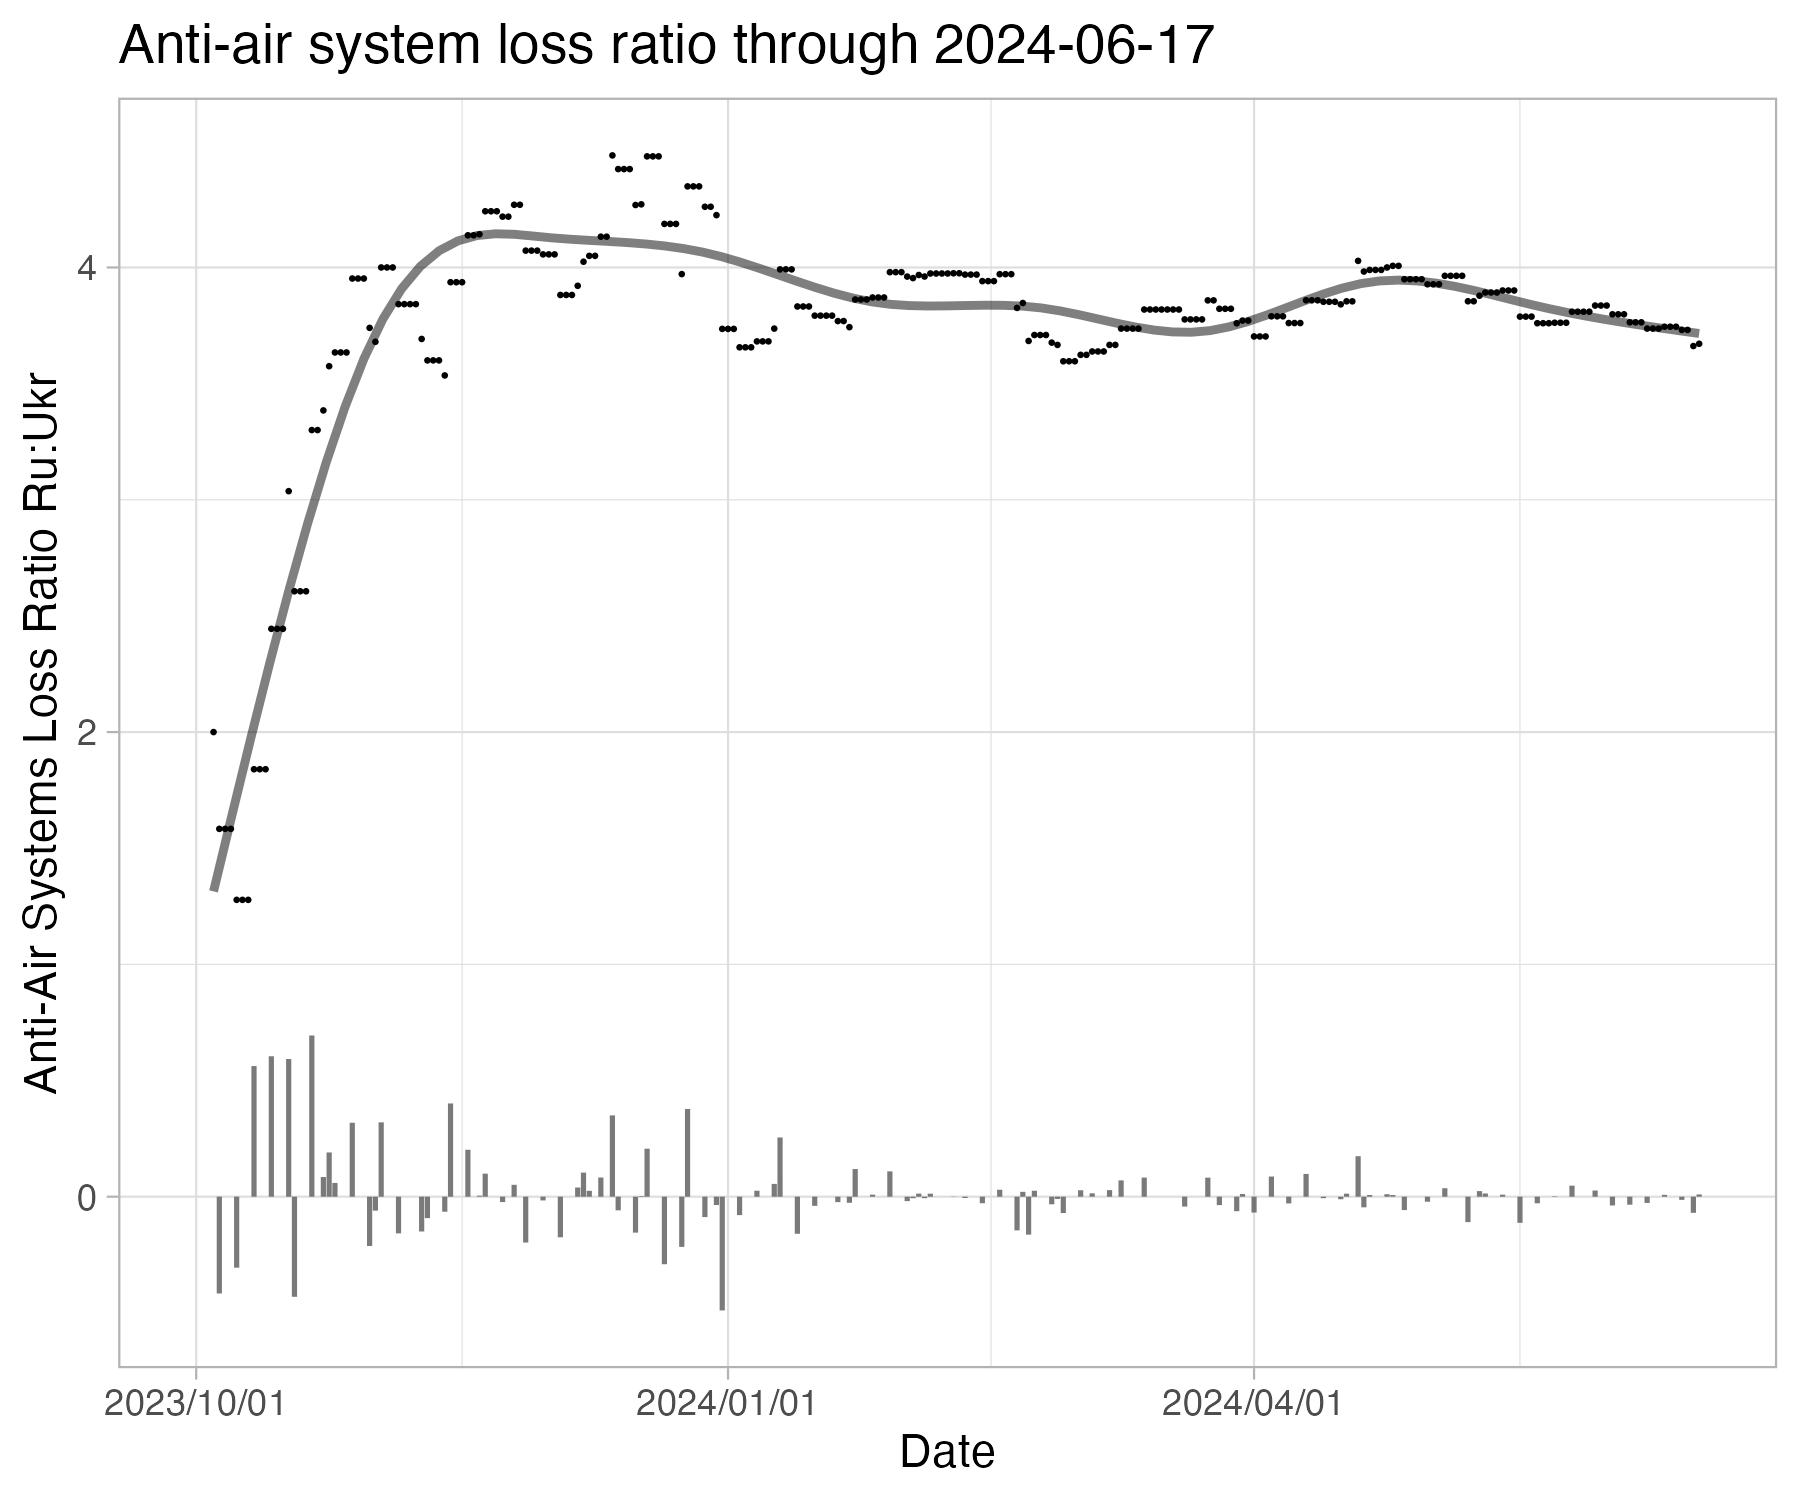 Anti-air system loss ratio through 2024-06-17
Anti-Air Systems Loss Ratio Ru:Ukr
4
2
0
2023/10/01
2024/01/01
2024/04/01
Date